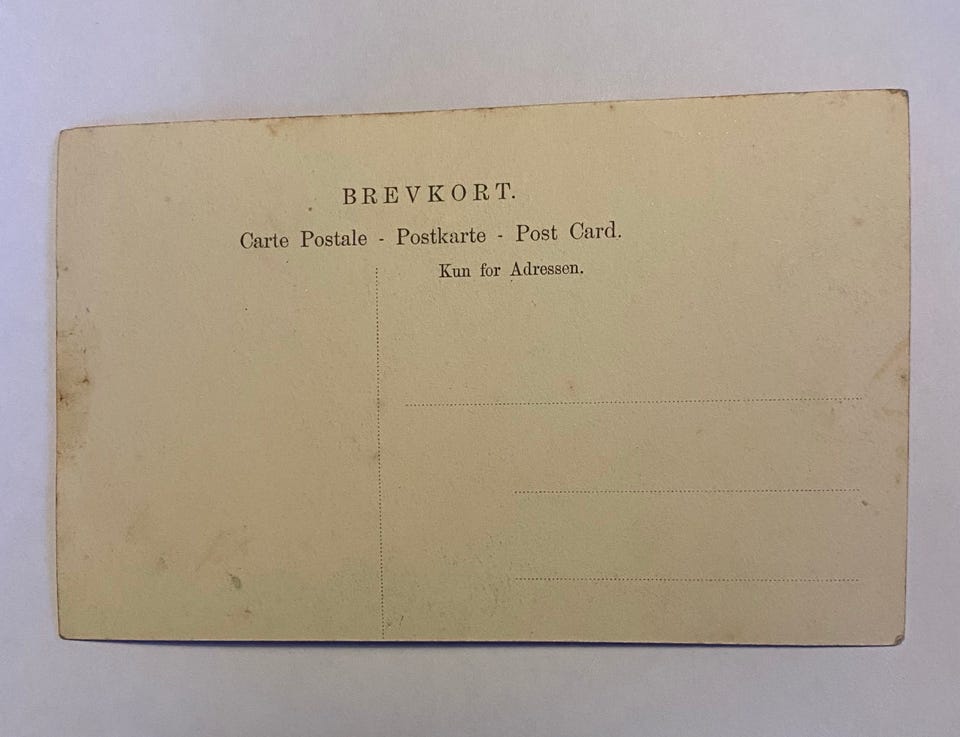 BREVKORT.
Carte Postale - Postkarte - Post Card.
Kun for Adressen.